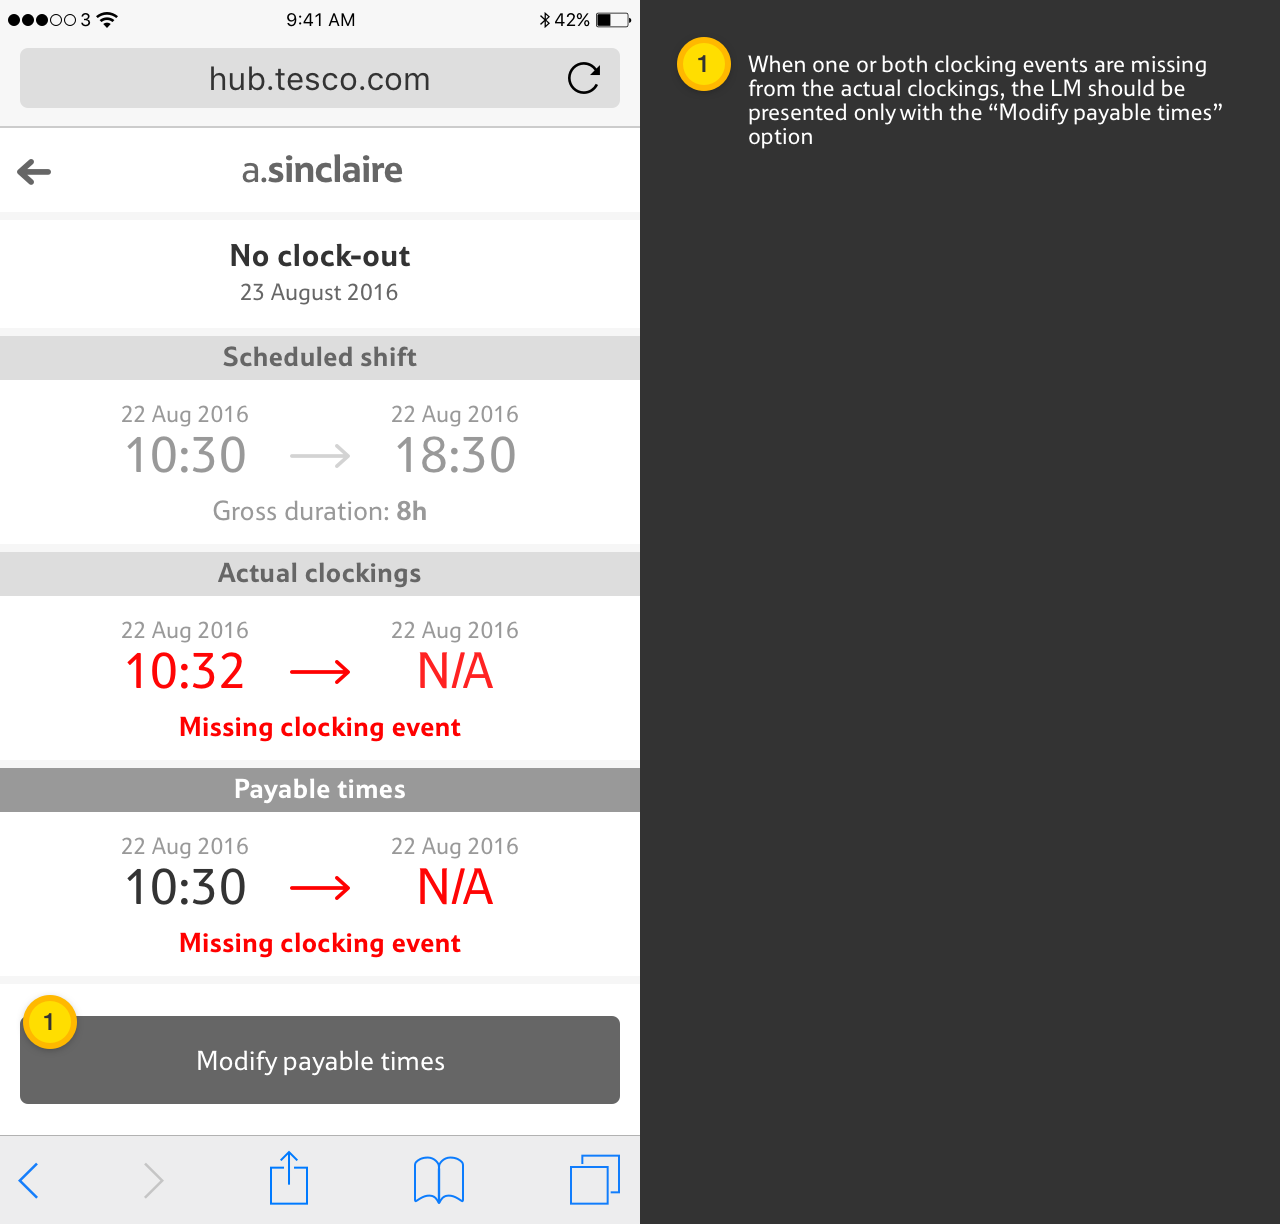 3 9:41 AM 42%
hub.tesco.com
a.sinclaire
No clock-out
23 August 2016
Scheduled shift
22 Aug 2016 22 Aug 2016
10:30 18:30
Gross duration: 8h
Actual clockings
22 Aug 2016 22 Aug 2016
10:32 N/A
Missing clocking event
Payable times
22 Aug 2016 22 Aug 2016
10:30 N/A
Missing clocking event
1
Modify payable times
1
When one or both clocking events are missing
from the actual clockings, the LM should be
presented only with the “Modify payable times”
option